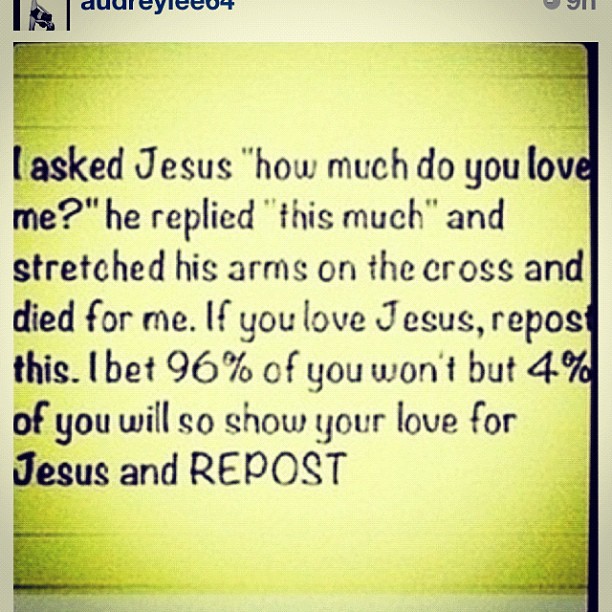 audreylee64 9h
I asked Jesus "how much do you love
me?" he replied "this much" and
stretched his arms on the cross and
died for me. If you love Jesus, repost
this. I bet 96% of you won't but 4%
of you will so show your love for
Jesus and REPOST